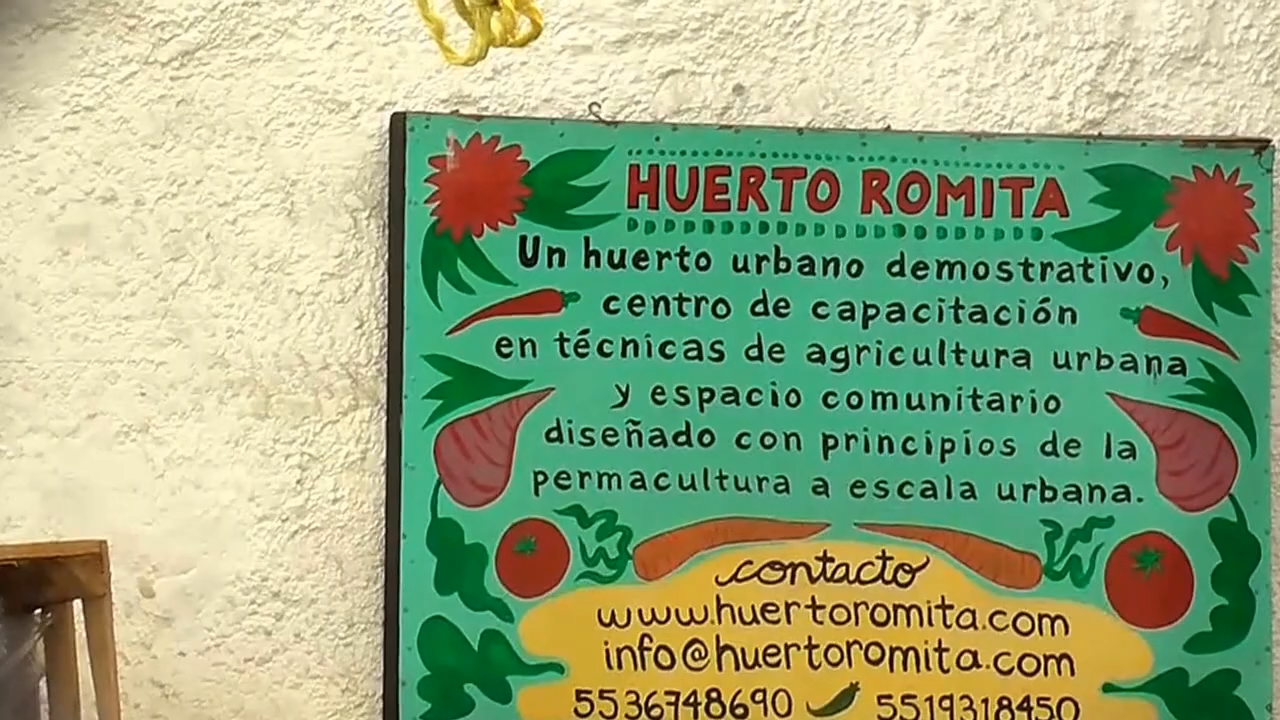 HUERTO ROMITA
Un huerto urbano demostrativo,
centro de capacitación
en técnicas de agricultura urbana
y espacio comunitario
diseñado con principios de la
permacultura a escala urbana.
contacto
www.huertoromita.com
info@huertoromita.com
5536748690 5519318450